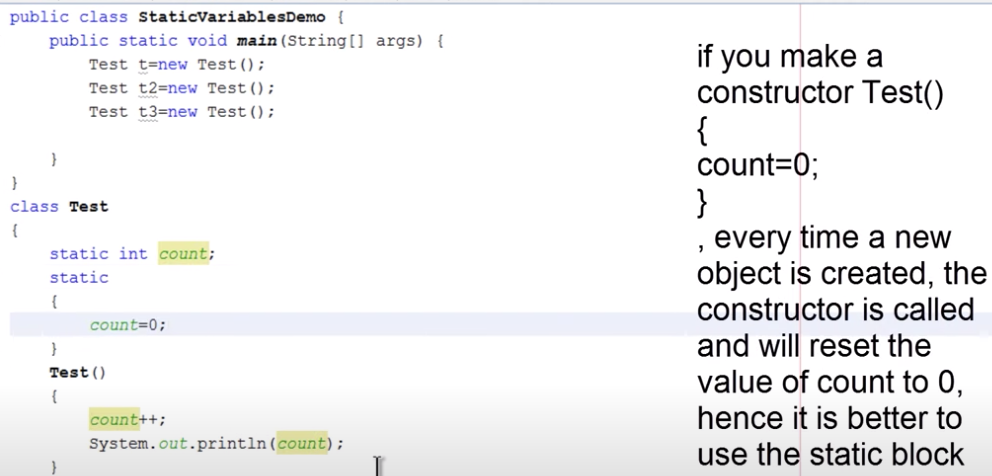 public class StaticVariablesDemo {
public static void main(String[] args) {
Test t=new Test();
Test t2=new Test();
Test t3=new Test();
}
}
class Test
{
static int count;
static
{
count=0;
}
Test()
{
count++;
System.out.println(count);
}
if you make a
constructor Test()
{
count=0;
}
, every time a new
object is created, the
constructor is called
and will reset the
value of count to 0,
hence it is better to
use the static block